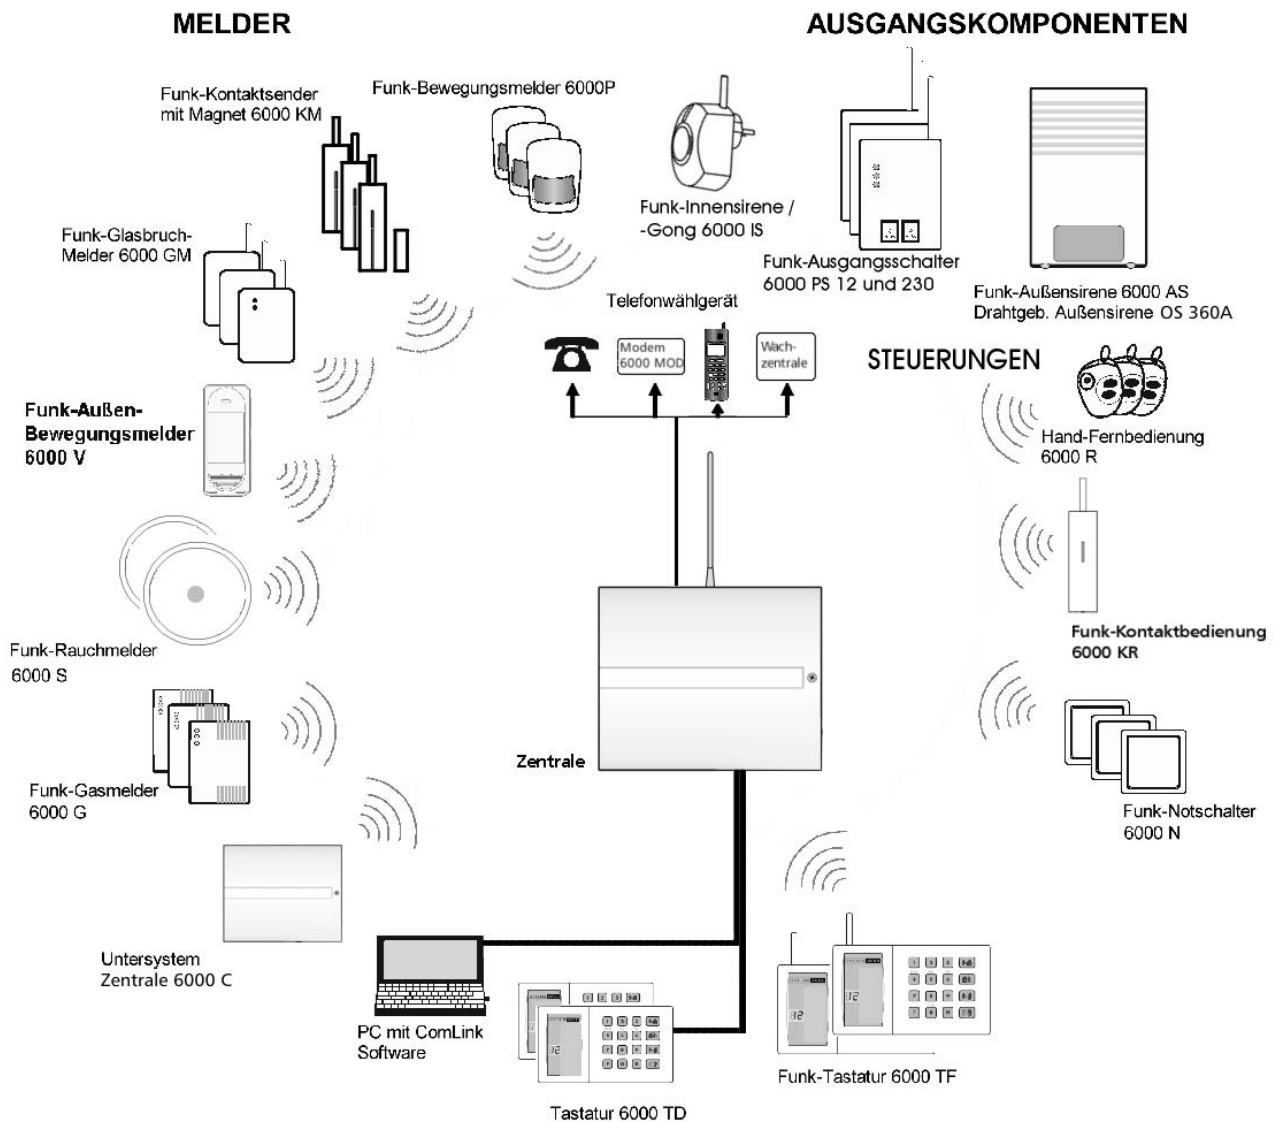 MELDER
AUSGANGSKOMPONENTEN
Funk-Kontaktsender
mit Magnet 6000 KM
Funk-Bewegungsmelder 6000P
Funk-Innensirene /
-Gong 6000 IS
Funk-Ausgangsschalter
6000 PS 12 und 230
Funk-Außensirene 6000 AS
Drahtgeb. Außensirene OS 360A
Funk-Glasbruch-
Melder 6000 GM
Telefonwählgerät
Modem
6000 MOD
Wach-
zentrale
STEUERUNGEN
Funk-Außen-
Bewegungsmelder
6000 V
Hand-Fernbedienung
6000 R
Funk-Rauchmelder
6000 S
Funk-Kontaktbedienung
6000 KR
Zentrale
Funk-Gasmelder
6000 G
Funk-Notschalter
6000 N
Untersystem
Zentrale 6000 C
PC mit ComLink
Software
Funk-Tastatur 6000 TF
Tastatur 6000 TD